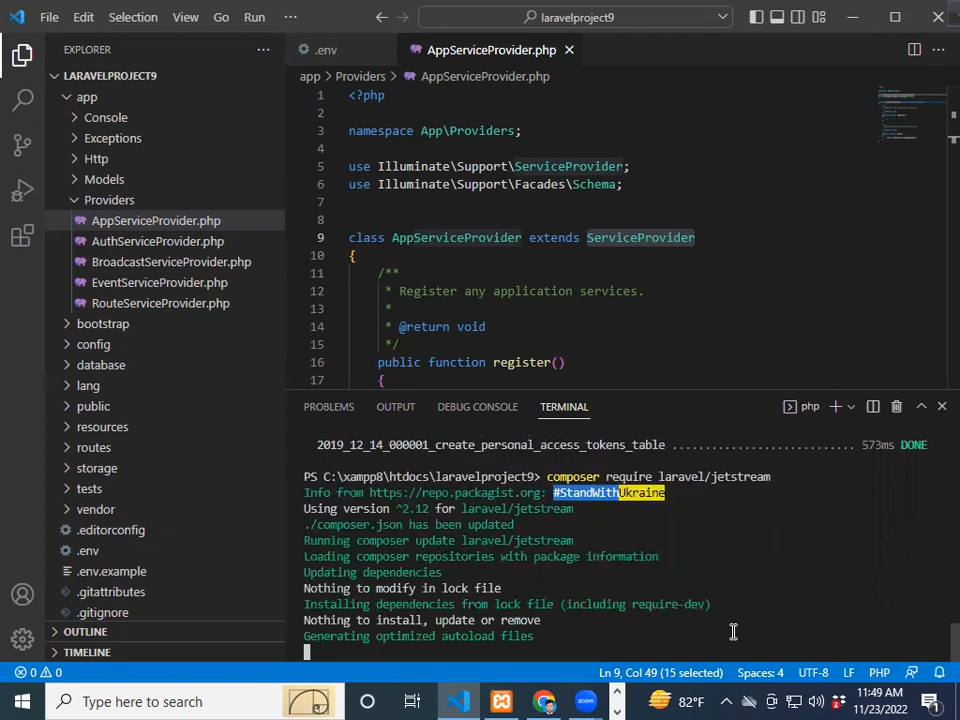 File Edit Selection View Go Run ··· laravelproject9
EXPLORER ···
LARAVELPROJECT9
app
Console
Exceptions
Http
Models
Providers
AppServiceProvider.php
AuthServiceProvider.php
BroadcastServiceProvider.php
EventServiceProvider.php
RouteServiceProvider.php
bootstrap
config
database
lang
public
resources
routes
storage
tests
vendor
.editorconfig
.env
.env.example
.gitattributes
.gitignore
OUTLINE
TIMELINE
.env AppServiceProvider.php
app > Providers > AppServiceProvider.php
1 <?php
2
3 namespace App\Providers;
4
5 use Illuminate\Support\ServiceProvider;
6 use Illuminate\Support\Facades\Schema;
7
8
9 class AppServiceProvider extends ServiceProvider
10 {
11 /**
12 * Register any application services.
13 *
14 * @return void
15 */
16 public function register()
17 {
PROBLEMS OUTPUT DEBUG CONSOLE TERMINAL php
2019_12_14_000001_create_personal_access_tokens_table ......................... 573ms DONE
PS C:\xampp8\htdocs\laravelproject9> composer require laravel/jetstream
Info from https://repo.packagist.org: #StandWithUkraine
Using version ^2.12 for laravel/jetstream
./composer.json has been updated
Running composer update laravel/jetstream
Loading composer repositories with package information
Updating dependencies
Nothing to modify in lock file
Installing dependencies from lock file (including require-dev)
Nothing to install, update or remove
Generating optimized autoload files
0 0 Ln 9, Col 49 (15 selected) Spaces: 4 UTF-8 LF PHP
Type here to search 82°F 2 11:49 AM
11/23/2022 1